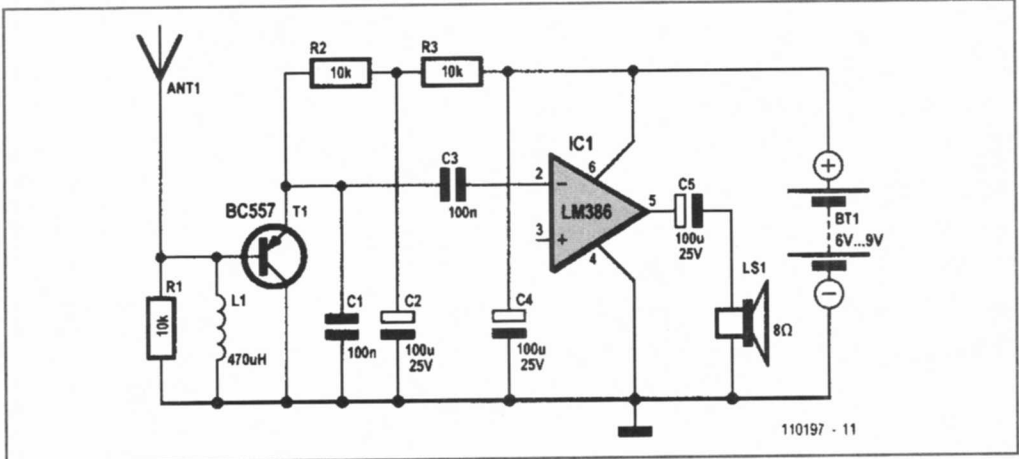 ANT1
R2
10k
R3
10k
IC1
C3
100n
2
6
−
LM386
3
+
4
5
C5
100u
25V
+
BT1
6V...9V
−
BC557
T1
R1
10k
L1
470uH
C1
100n
C2
100u
25V
C4
100u
25V
LS1
8Ω
110197 - 11